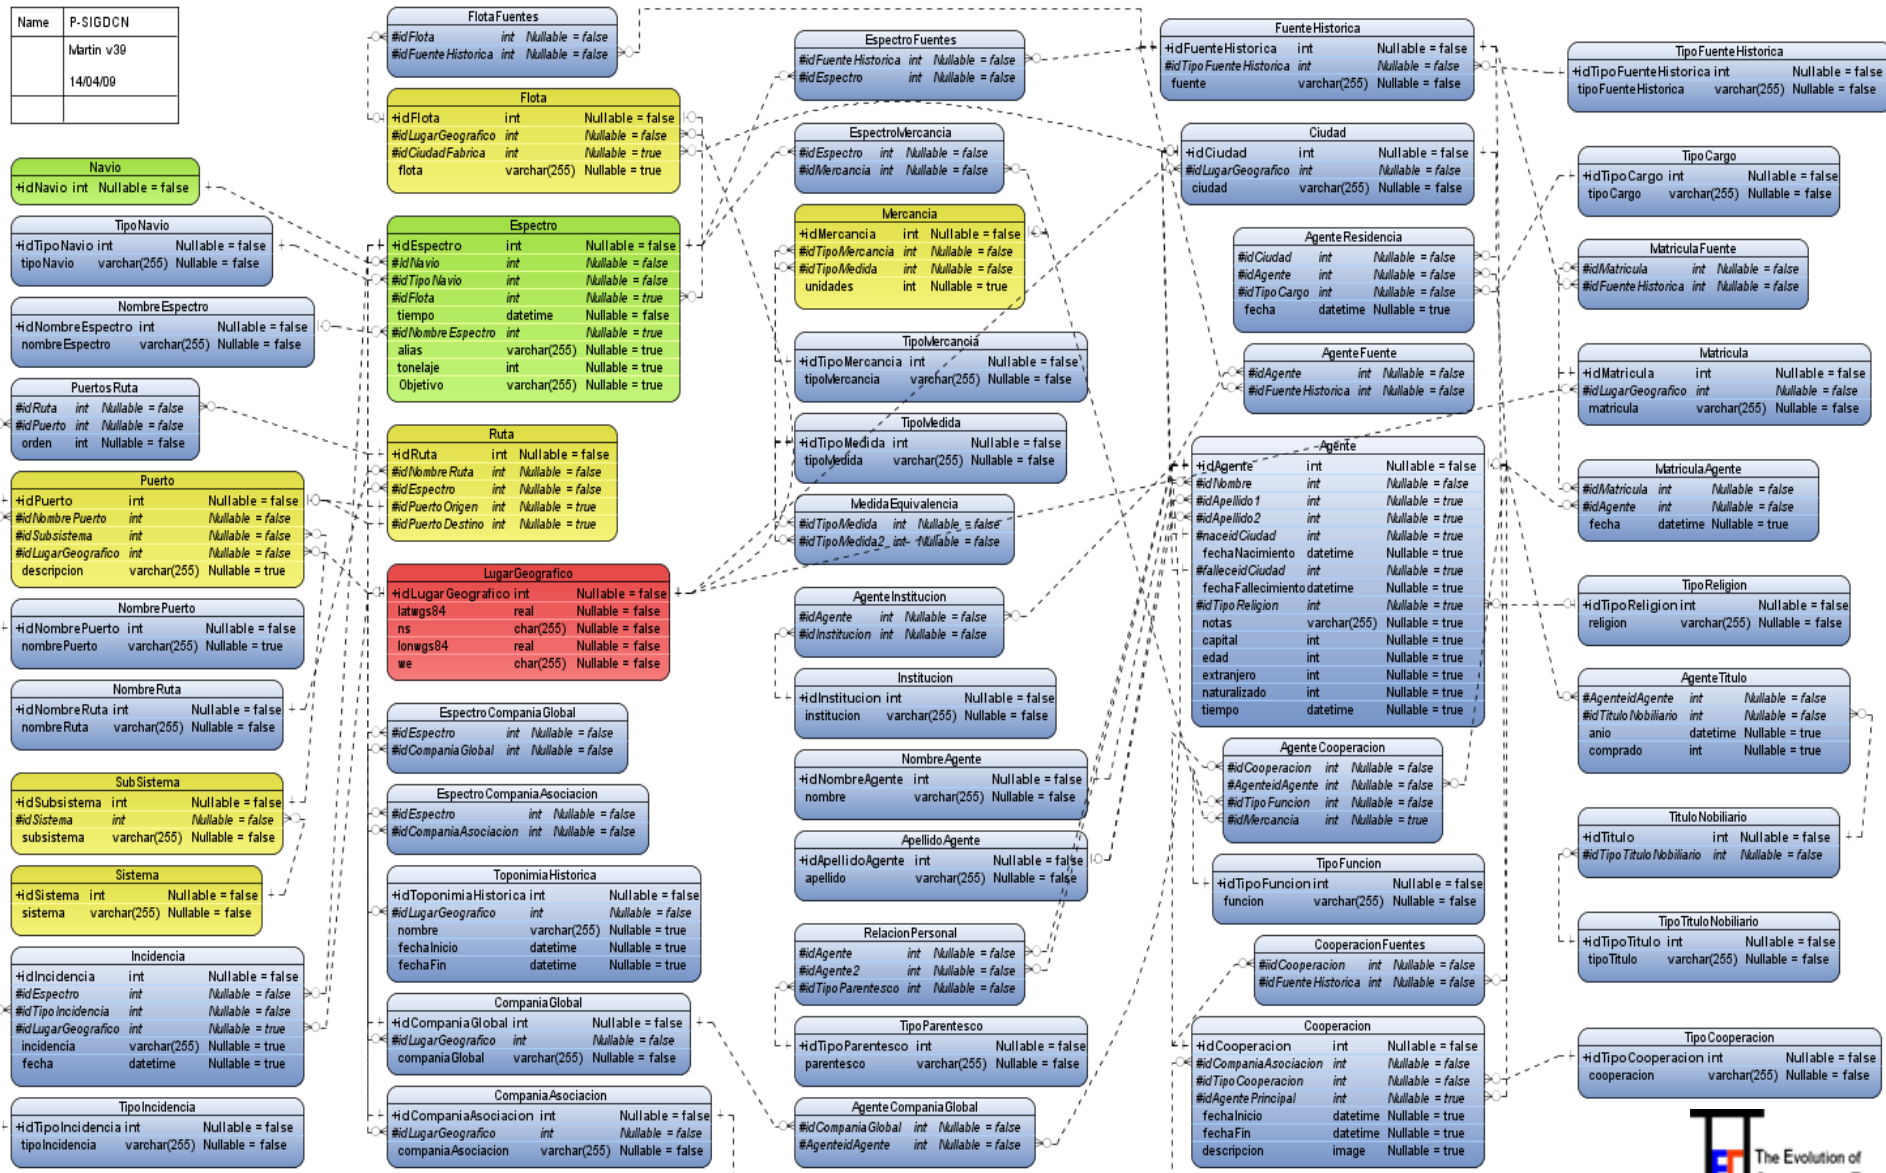 Name P-SIGDCN
Martin v39
14/04/09
Navio
+idNavio int Nullable = false
TipoNavio
+idTipoNavio int Nullable = false
tipoNavio varchar(255) Nullable = false
NombreEspectro
+idNombreEspectro int Nullable = false
nombreEspectro varchar(255) Nullable = false
PuertosRuta
#idRuta int Nullable = false
#idPuerto int Nullable = false
orden int Nullable = false
Puerto
+idPuerto int Nullable = false
#idNombrePuerto int Nullable = false
#idSubsistema int Nullable = false
#idLugarGeografico int Nullable = false
descripcion varchar(255) Nullable = true
NombrePuerto
+idNombrePuerto int Nullable = false
nombrePuerto varchar(255) Nullable = true
NombreRuta
+idNombreRuta int Nullable = false
nombreRuta varchar(255) Nullable = true
SubSistema
+idSubsistema int Nullable = false
#idSistema int Nullable = false
subsistema varchar(255) Nullable = false
Sistema
+idSistema int Nullable = false
sistema varchar(255) Nullable = false
Incidencia
+idIncidencia int Nullable = false
#idEspectro int Nullable = false
#idTipoIncidencia int Nullable = false
#idLugarGeografico int Nullable = true
incidencia varchar(255) Nullable = true
fecha datetime Nullable = true
TipoIncidencia
+idTipoIncidencia int Nullable = false
tipoIncidencia varchar(255) Nullable = false
FlotaFuentes
#idFlota int Nullable = false
#idFuenteHistorica int Nullable = false
Flota
+idFlota int Nullable = false
#idLugarGeografico int Nullable = false
#idCiudadFabrica int Nullable = true
flota varchar(255) Nullable = true
Espectro
+idEspectro int Nullable = false
#IdNavio int Nullable = false
#idTipoNavio int Nullable = false
#idFlota int Nullable = true
tiempo datetime Nullable = false
#idNombreEspectro int Nullable = true
alias varchar(255) Nullable = true
tonelaje int Nullable = true
Objetivo varchar(255) Nullable = true
Ruta
+idRuta int Nullable = false
#idNombreRuta int Nullable = false
#idEspectro int Nullable = false
#idPuertoOrigen int Nullable = true
#idPuertoDestino int Nullable = true
LugarGeografico
+idLugarGeografico int Nullable = false
latwgs84 real Nullable = false
ns char(255) Nullable = false
lonwgs84 real Nullable = false
we char(255) Nullable = false
EspectroCompaniaGlobal
#idEspectro int Nullable = false
#idCompaniaGlobal int Nullable = false
EspectroCompaniaAsociacion
#idEspectro int Nullable = false
#idCompaniaAsociacion int Nullable = false
ToponimiaHistorica
+idToponimiaHistorica int Nullable = false
#idLugarGeografico int Nullable = false
nombre varchar(255) Nullable = true
fechaInicio datetime Nullable = true
fechaFin datetime Nullable = true
CompaniaGlobal
+idCompaniaGlobal int Nullable = false
#idLugarGeografico int Nullable = false
companiaGlobal varchar(255) Nullable = false
CompaniaAsociacion
+idCompaniaAsociacion int Nullable = false
#idLugarGeografico int Nullable = false
companiaAsociacion varchar(255) Nullable = false
EspectroFuentes
#idFuenteHistorica int Nullable = false
#idEspectro int Nullable = false
EspectroMercancia
#idEspectro int Nullable = false
#idMercancia int Nullable = false
Mercancia
+idMercancia int Nullable = false
#idTipoMercancia int Nullable = false
#idTipoMedida int Nullable = false
unidades int Nullable = true
TipoMercancia
+idTipoMercancia int Nullable = false
tipoMercancia varchar(255) Nullable = false
TipoMedida
+idTipoMedida int Nullable = false
tipoMedida varchar(255) Nullable = false
MedidaEquivalencia
#idTipoMedida int Nullable = false
#idTipoMedida2 int Nullable = false
AgenteInstitucion
#idAgente int Nullable = false
#idInstitucion int Nullable = false
Institucion
+idInstitucion int Nullable = false
institucion varchar(255) Nullable = false
NombreAgente
+idNombreAgente int Nullable = false
nombre varchar(255) Nullable = false
ApellidoAgente
+idApellidoAgente int Nullable = false
apellido varchar(255) Nullable = false
RelacionPersonal
#idAgente int Nullable = false
#idAgente2 int Nullable = false
#idTipoParentesco int Nullable = false
TipoParentesco
+idTipoParentesco int Nullable = false
parentesco varchar(255) Nullable = false
AgenteCompaniaGlobal
#idCompaniaGlobal int Nullable = false
#AgenteidAgente int Nullable = false
FuenteHistorica
+idFuenteHistorica int Nullable = false
#idTipoFuenteHistorica int Nullable = false
fuente varchar(255) Nullable = false
Ciudad
+idCiudad int Nullable = false
#idLugarGeografico int Nullable = false
ciudad varchar(255) Nullable = false
AgenteResidencia
#idCiudad int Nullable = false
#idAgente int Nullable = false
#idTipoCargo int Nullable = false
fecha datetime Nullable = true
AgenteFuente
#idAgente int Nullable = false
#idFuenteHistorica int Nullable = false
Agente
+idAgente int Nullable = false
#idNombre int Nullable = false
#idApellido1 int Nullable = true
#idApellido2 int Nullable = true
#naceidCiudad int Nullable = true
fechaNacimiento datetime Nullable = true
#falleceidCiudad int Nullable = true
fechaFallecimiento datetime Nullable = true
#idTipoReligion int Nullable = true
notas varchar(255) Nullable = true
capital int Nullable = true
edad int Nullable = true
extranjero int Nullable = true
naturalizado int Nullable = true
tiempo datetime Nullable = true
AgenteCooperacion
#idCooperacion int Nullable = false
#AgenteidAgente int Nullable = false
#idTipoFuncion int Nullable = false
#idMercancia int Nullable = true
TipoFuncion
+idTipoFuncion int Nullable = false
funcion varchar(255) Nullable = false
CooperacionFuentes
#iidCooperacion int Nullable = false
#idFuenteHistorica int Nullable = false
Cooperacion
+idCooperacion int Nullable = false
#idCompaniaAsociacion int Nullable = true
#idTipoCooperacion int Nullable = false
#idAgentePrincipal int Nullable = true
fechaInicio datetime Nullable = true
fechaFin datetime Nullable = true
descripcion image Nullable = true
TipoFuenteHistorica
+idTipoFuenteHistorica int Nullable = false
tipoFuenteHistorica varchar(255) Nullable = false
TipoCargo
+idTipoCargo int Nullable = false
tipoCargo varchar(255) Nullable = false
MatriculaFuente
#idMatricula int Nullable = false
#idFuenteHistorica int Nullable = false
Matricula
+idMatricula int Nullable = false
#idLugarGeografico int Nullable = false
matricula varchar(255) Nullable = false
MatriculaAgente
#idMatricula int Nullable = false
#idAgente int Nullable = false
fecha datetime Nullable = true
TipoReligion
+idTipoReligion int Nullable = false
religion varchar(255) Nullable = false
AgenteTitulo
#AgenteidAgente int Nullable = false
#idTituloNobiliario int Nullable = false
anio datetime Nullable = true
comprado int Nullable = true
TituloNobiliario
+idTitulo int Nullable = false
#idTipoTituloNobiliario int Nullable = false
TipoTituloNobiliario
+idTipoTitulo int Nullable = false
tipoTitulo varchar(255) Nullable = false
TipoCooperacion
+idTipoCooperacion int Nullable = false
cooperacion varchar(255) Nullable = false
The Evolution of